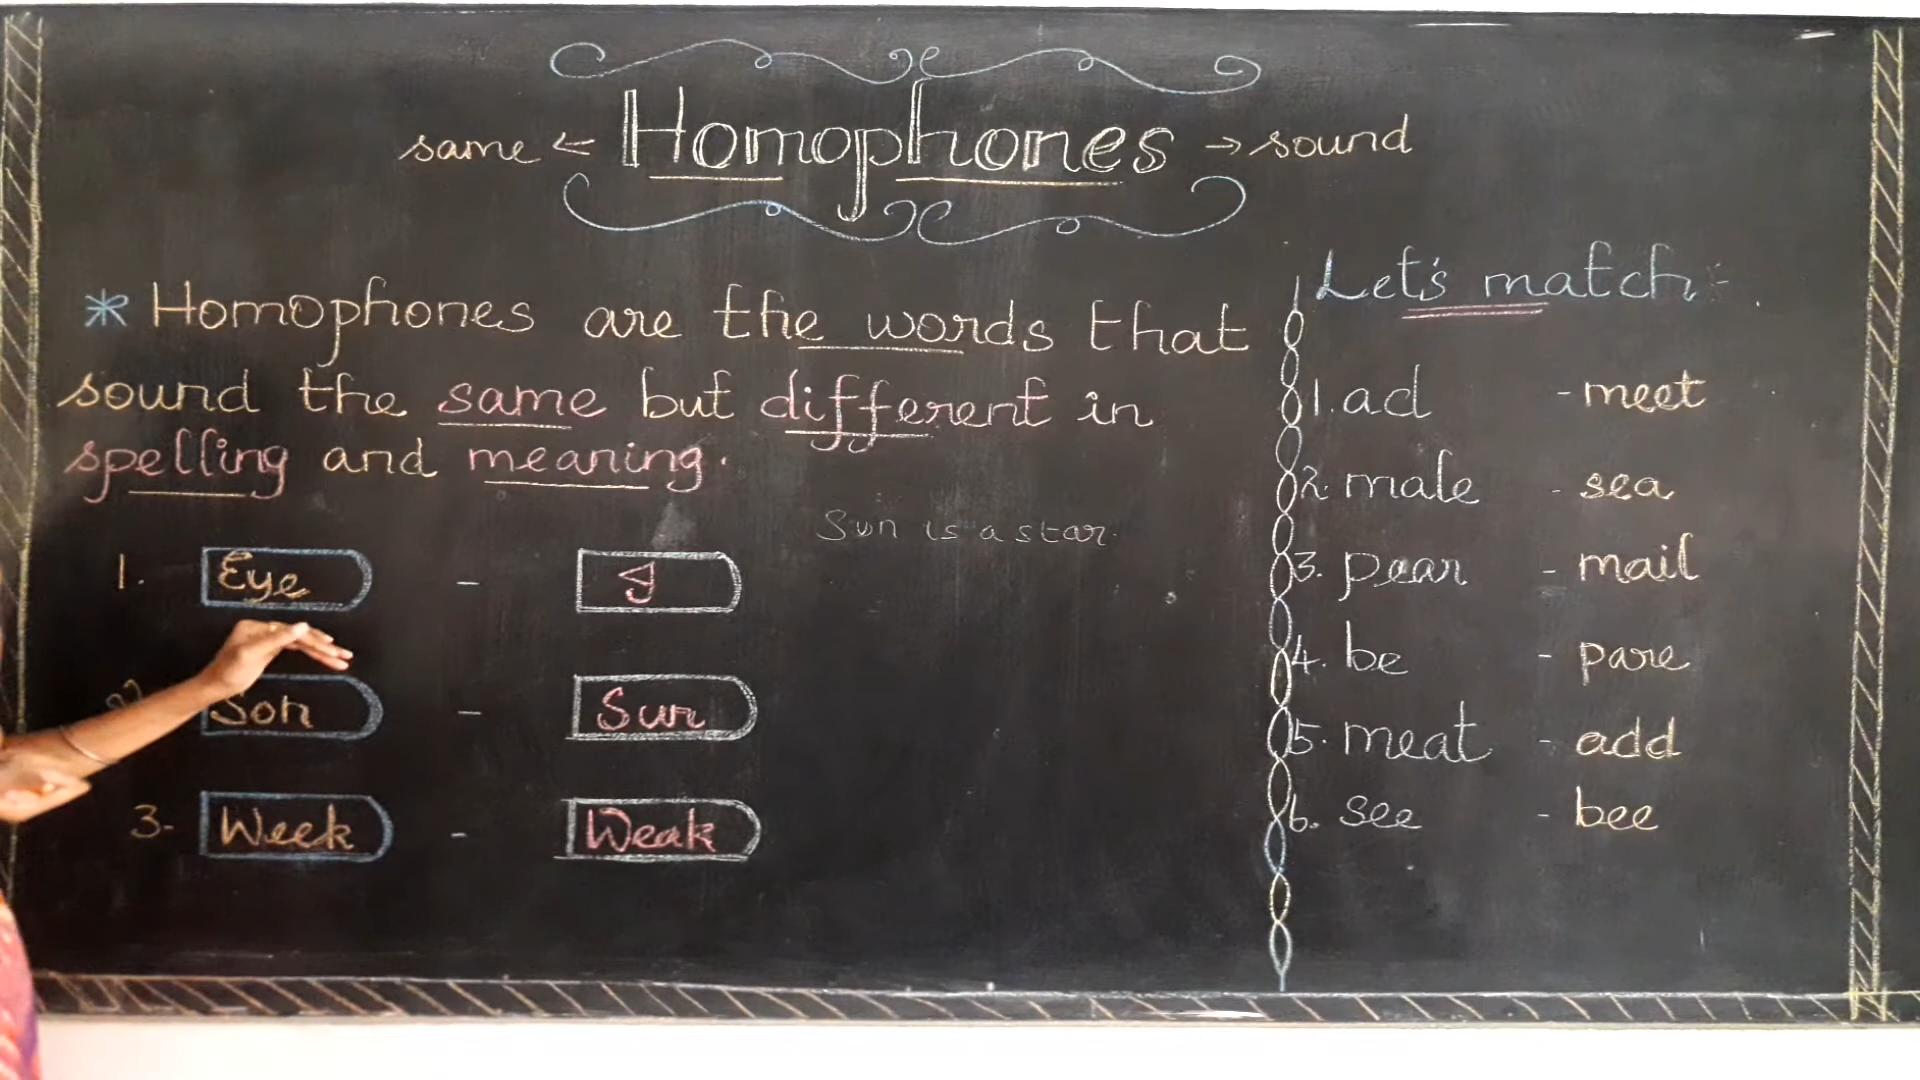 same ← Homophones → sound
* Homophones are the words that
sound the same but different in
spelling and meaning.
Sun is a star.
1. Eye - I
Son - Sun
3- Week - Weak
Let's match:-
1. ad - meet
2. male - sea
3. pear - mail
4. be - pare
5. meat - add
6. see - bee